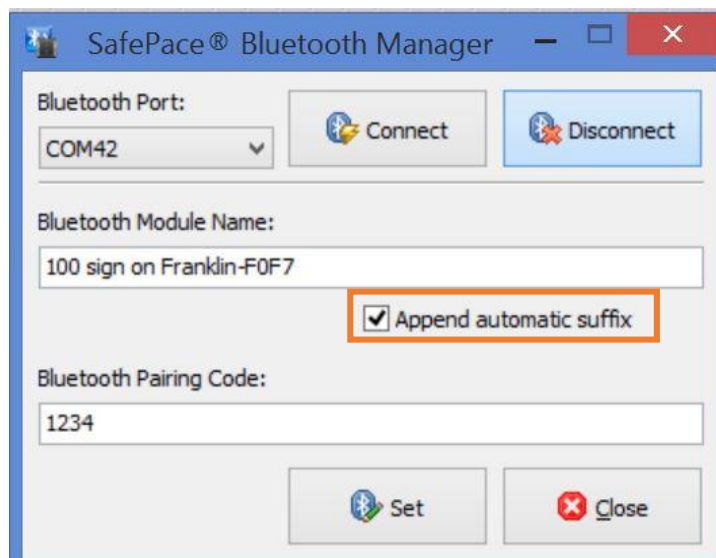 SafePace® Bluetooth Manager
Bluetooth Port:
COM42
Connect
Disconnect
Bluetooth Module Name:
100 sign on Franklin-F0F7
Append automatic suffix
Bluetooth Pairing Code:
1234
Set
Close